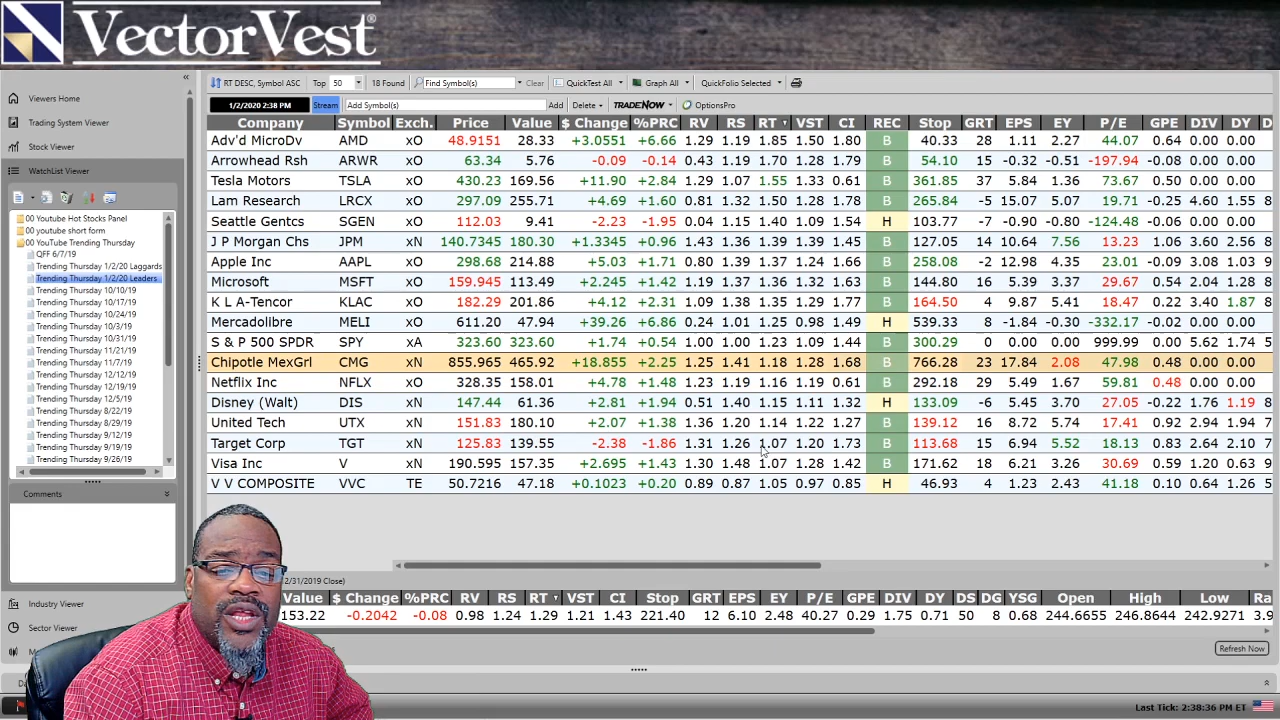 VectorVest®
RT DESC, Symbol ASC Top 50 18 Found Find Symbol(s) Clear QuickTest All Graph All QuickFolio Selected
Viewers Home
1/2/2020 2:38 PM Stream Add Symbol(s) Add Delete TRADENOW OptionsPro
Trading System Viewer
Stock Viewer
WatchList Viewer
00 Youtube Hot Stocks Panel
00 youtube short form
00 YouTube Trending Thursday
QFF 6/7/19
Trending Thursday 1/2/20 Laggards
Trending Thursday 1/2/20 Leaders
Trending Thursday 10/10/19
Trending Thursday 10/17/19
Trending Thursday 10/24/19
Trending Thursday 10/3/19
Trending Thursday 10/31/19
Trending Thursday 11/21/19
Trending Thursday 11/7/19
Trending Thursday 12/12/19
Trending Thursday 12/19/19
Trending Thursday 12/5/19
Trending Thursday 8/22/19
Trending Thursday 8/29/19
Trending Thursday 9/12/19
Trending Thursday 9/19/19
Trending Thursday 9/26/19
Comments
Industry Viewer
Sector Viewer
Company Symbol Exch. Price Value $ Change %PRC RV RS RT VST CI REC Stop GRT EPS EY P/E GPE DIV DY D
Adv'd MicroDv AMD xO 48.9151 28.33 +3.0551 +6.66 1.29 1.19 1.85 1.50 1.80 B 40.33 28 1.11 2.27 44.07 0.64 0.00 0.00
Arrowhead Rsh ARWR xO 63.34 5.76 -0.09 -0.14 0.43 1.19 1.70 1.28 1.79 B 54.10 15 -0.32 -0.51 -197.94 -0.08 0.00 0.00
Tesla Motors TSLA xO 430.23 169.56 +11.90 +2.84 1.29 1.07 1.55 1.33 0.61 B 361.85 37 5.84 1.36 73.67 0.50 0.00 0.00
Lam Research LRCX xO 297.09 255.71 +4.69 +1.60 0.81 1.32 1.50 1.28 1.78 B 265.84 -5 15.07 5.07 19.71 -0.25 4.60 1.55 8
Seattle Gentcs SGEN xO 112.03 9.41 -2.23 -1.95 0.04 1.15 1.40 1.09 1.54 H 103.77 -7 -0.90 -0.80 -124.48 -0.06 0.00 0.00
J P Morgan Chs JPM xN 140.7345 180.30 +1.3345 +0.96 1.43 1.36 1.39 1.39 1.45 B 127.05 14 10.64 7.56 13.23 1.06 3.60 2.56 8
Apple Inc AAPL xO 298.68 214.88 +5.03 +1.71 0.80 1.33 1.37 1.24 1.66 B 258.08 -2 12.98 4.35 23.01 -0.09 3.08 1.03 9
Microsoft MSFT xO 159.945 113.49 +2.245 +1.42 1.19 1.37 1.36 1.32 1.63 B 144.80 16 5.39 3.37 29.67 0.54 2.04 1.28 8
K L A-Tencor KLAC xO 182.29 201.86 +4.12 +2.31 1.09 1.38 1.35 1.29 1.77 B 164.50 4 9.87 5.41 18.47 0.22 3.40 1.87 8
Mercadolibre MELI xO 611.20 47.94 +39.26 +6.86 0.24 1.01 1.25 0.98 1.49 H 539.33 8 -1.84 -0.30 -332.17 -0.02 0.00 0.00
S & P 500 SPDR SPY xA 323.60 323.60 +1.74 +0.54 1.00 1.00 1.23 1.09 1.44 B 300.29 0 0.00 0.00 999.99 0.00 5.62 1.74 5
Chipotle MexGrl CMG xN 855.965 465.92 +18.855 +2.25 1.25 1.41 1.18 1.28 1.68 B 766.28 23 17.84 2.08 47.98 0.48 0.00 0.00
Netflix Inc NFLX xO 328.35 158.01 +4.78 +1.48 1.23 1.19 1.16 1.19 0.61 B 292.18 29 5.49 1.67 59.81 0.48 0.00 0.00
Disney (Walt) DIS xN 147.44 61.36 +2.81 +1.94 0.51 1.40 1.15 1.11 1.32 H 133.09 -6 5.45 3.70 27.05 -0.22 1.76 1.19 8
United Tech UTX xN 151.83 180.10 +2.07 +1.38 1.36 1.20 1.14 1.22 1.32 B 139.12 16 8.72 5.74 17.41 0.92 2.94 1.94 7
Target Corp TGT xN 125.83 139.55 -2.38 -1.86 1.31 1.20 1.07 1.20 1.73 B 113.68 15 6.94 5.52 18.13 0.83 2.64 2.10 7
Visa Inc V xN 190.595 157.35 +2.695 +1.43 1.30 1.48 1.07 1.28 1.42 B 171.62 18 6.21 3.26 30.69 0.59 1.20 0.63 9
V V COMPOSITE VVC TE 50.7216 47.18 +0.1023 +0.20 0.89 0.87 1.05 0.97 0.85 H 46.93 4 1.23 2.43 41.18 0.10 0.64 1.26 5
2/31/2019 Close)
Value $ Change %PRC RV RS RT VST CI Stop GRT EPS EY P/E GPE DIV DY DS DG YSG Open High Low Ra
153.22 -0.2042 -0.08 0.98 1.24 1.29 1.21 1.43 221.40 12 6.10 2.48 40.27 0.29 1.75 0.71 50 8 0.68 244.6655 246.8644 242.9271 3.9
Refresh Now
Last Tick: 2:38:36 PM ET